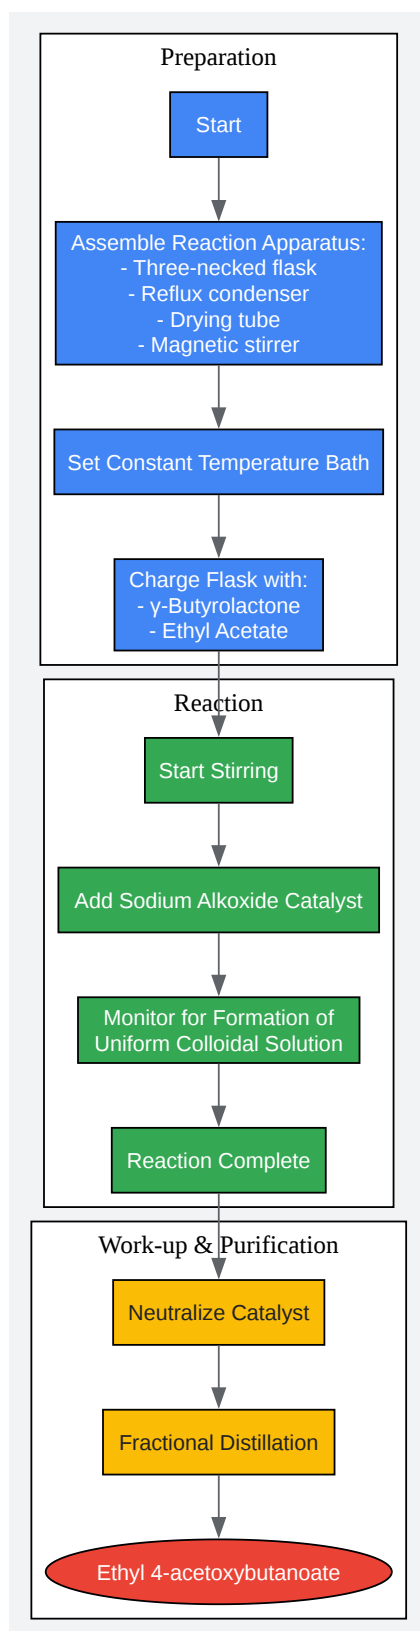 Preparation
Start
Assemble Reaction Apparatus:
- Three-necked flask
- Reflux condenser
- Drying tube
- Magnetic stirrer
Set Constant Temperature Bath
Charge Flask with:
- γ-Butyrolactone
- Ethyl Acetate
Reaction
Start Stirring
Add Sodium Alkoxide Catalyst
Monitor for Formation of
Uniform Colloidal Solution
Reaction Complete
Work-up & Purification
Neutralize Catalyst
Fractional Distillation
Ethyl 4-acetoxybutanoate